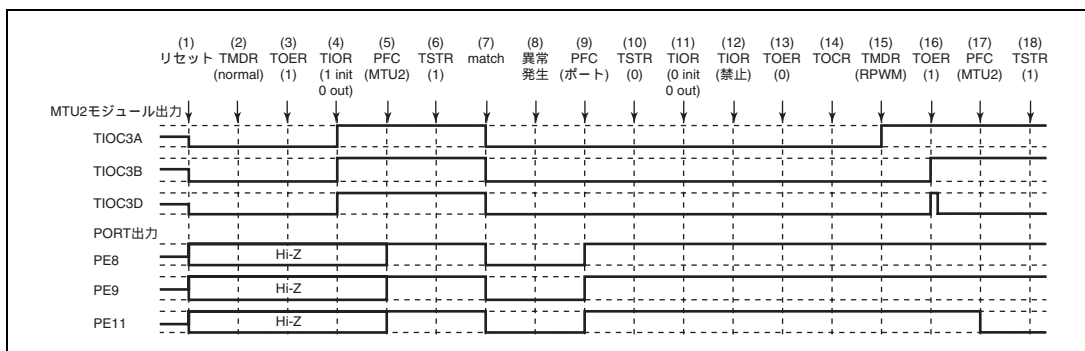 (1) (2) (3) (4) (5) (6) (7) (8) (9) (10) (11) (12) (13) (14) (15) (16) (17) (18)
リセット TMDR TOER TIOR PFC TSTR match 異常 PFC TSTR TIOR TIOR TOER TOCR TMDR TOER PFC TSTR
(normal) (1) (1 init (MTU2) (1) 発生 (ポート) (0) (0 init (禁止) (0) (RPWM) (1) (MTU2) (1)
0 out) 0 out)
MTU2モジュール出力
TIOC3A
TIOC3B
TIOC3D
PORT出力
PE8 Hi-Z
PE9 Hi-Z
PE11 Hi-Z